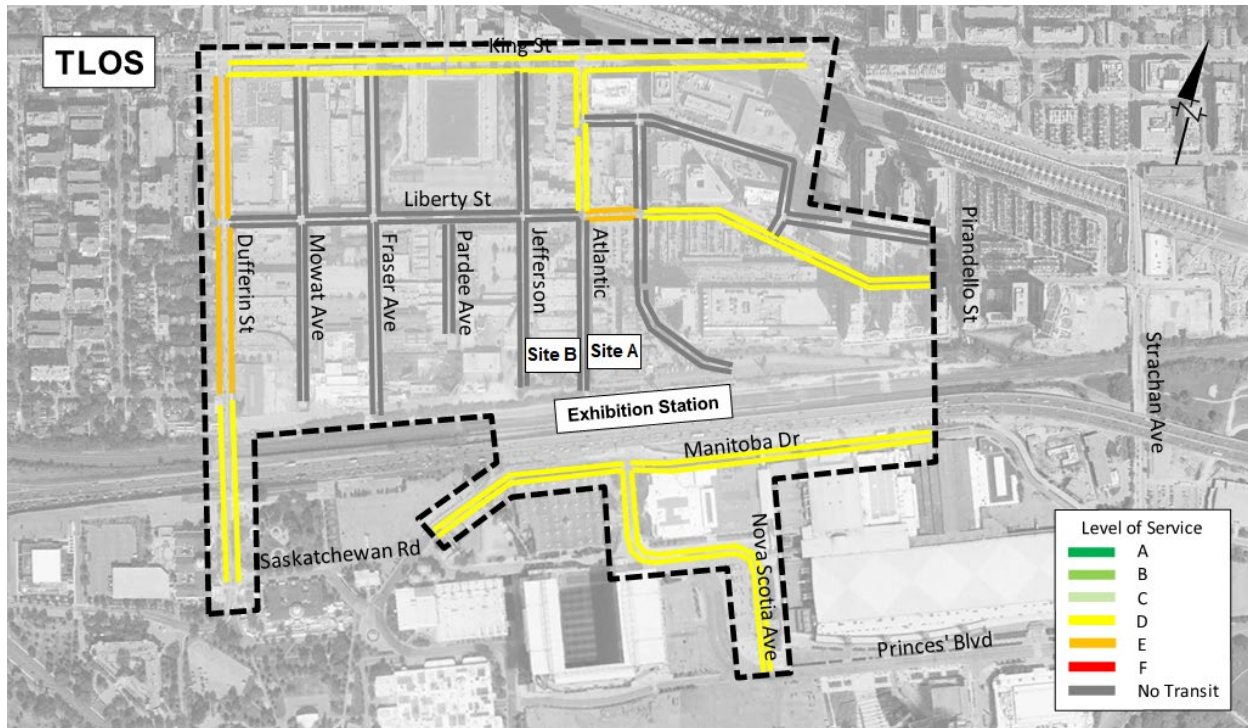 TLOS
King St
Z
Liberty St
Dufferin St
Mowat Ave
Fraser Ave
Pardee Ave
Jefferson
Atlantic
Pirandello St
Strachan Ave
Site B
Site A
Exhibition Station
Manitoba Dr
Saskatchewan Rd
Nova Scotia Ave
Princes' Blvd
Level of Service
A
B
C
D
E
F
No Transit